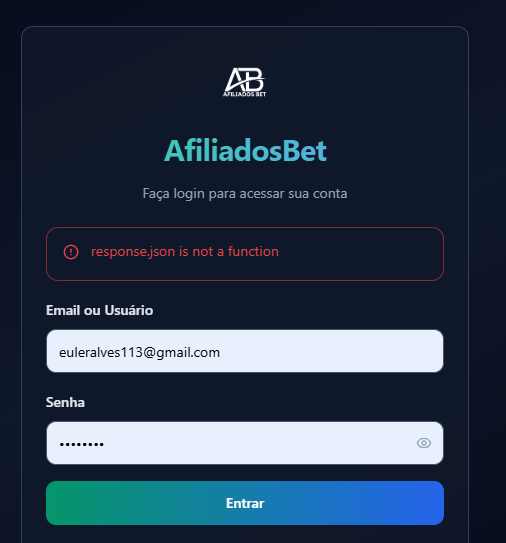 AB
AFILIADOS BET
AfiliadosBet
Faça login para acessar sua conta
response.json is not a function
Email ou Usuário
euleralves113@gmail.com
Senha
••••••••
Entrar